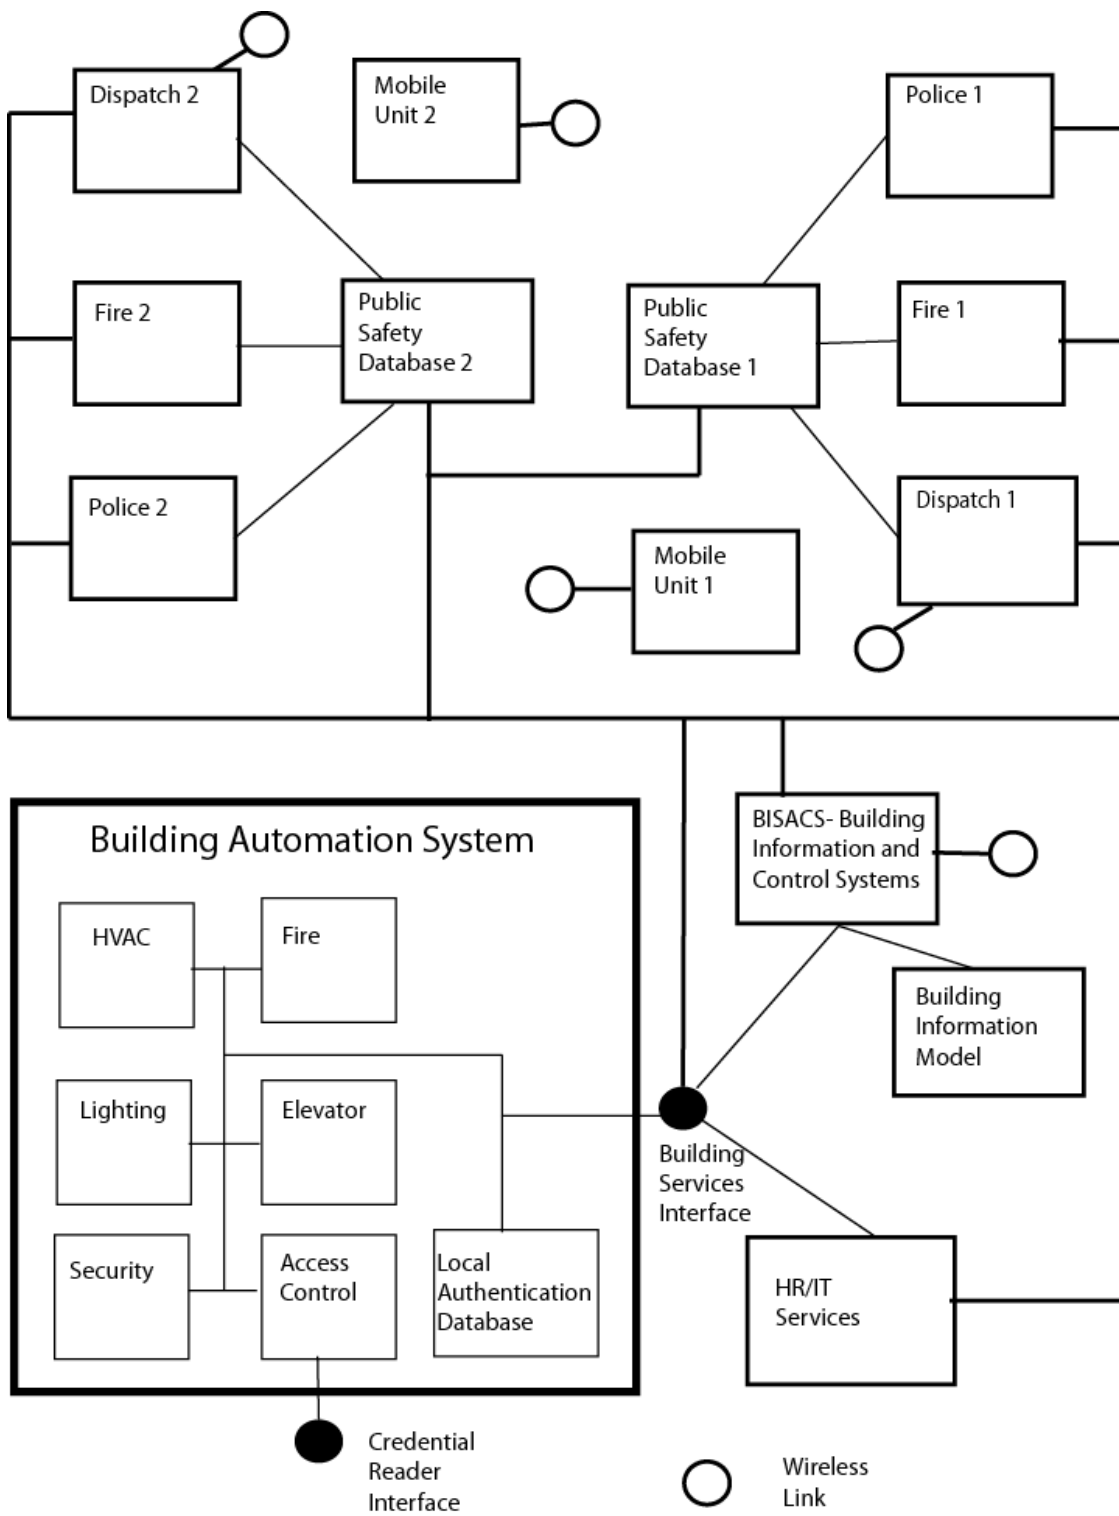 Dispatch 2
Mobile
Unit 2
Police 1
Fire 2
Public
Safety
Database 2
Public
Safety
Database 1
Fire 1
Police 2
Dispatch 1
Mobile
Unit 1
Building Automation System
BISACS- Building
Information and
Control Systems
HVAC
Fire
Building
Information
Model
Lighting
Elevator
Building
Services
Interface
Security
Access
Control
Local
Authentication
Database
HR/IT
Services
Credential
Reader
Interface
Wireless
Link